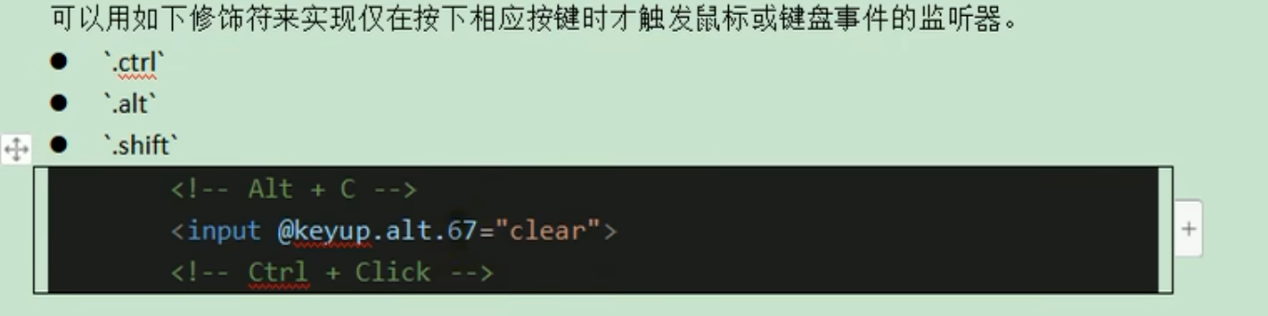 可以用如下修饰符来实现仅在按下相应按键时才触发鼠标或键盘事件的监听器。
● `.ctrl`
● `.alt`
● `.shift`
<!-- Alt + C -->
<input @keyup.alt.67="clear">
<!-- Ctrl + Click -->